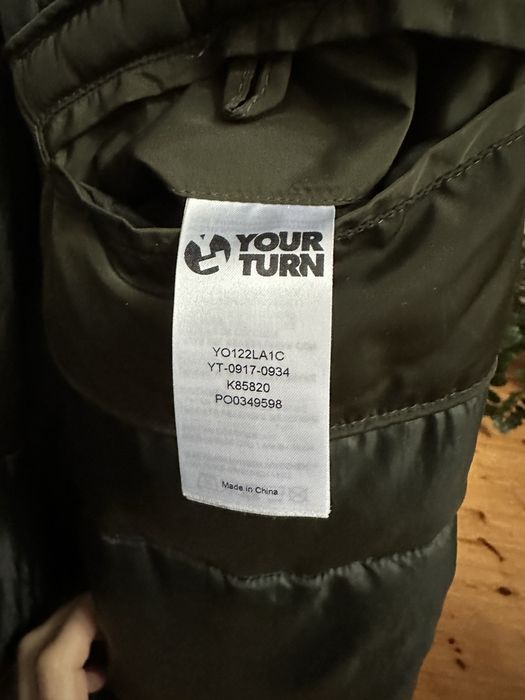 YOUR
TURN
YO122LA1C
YT-0917-0934
K85820
PO0349598
Made in China